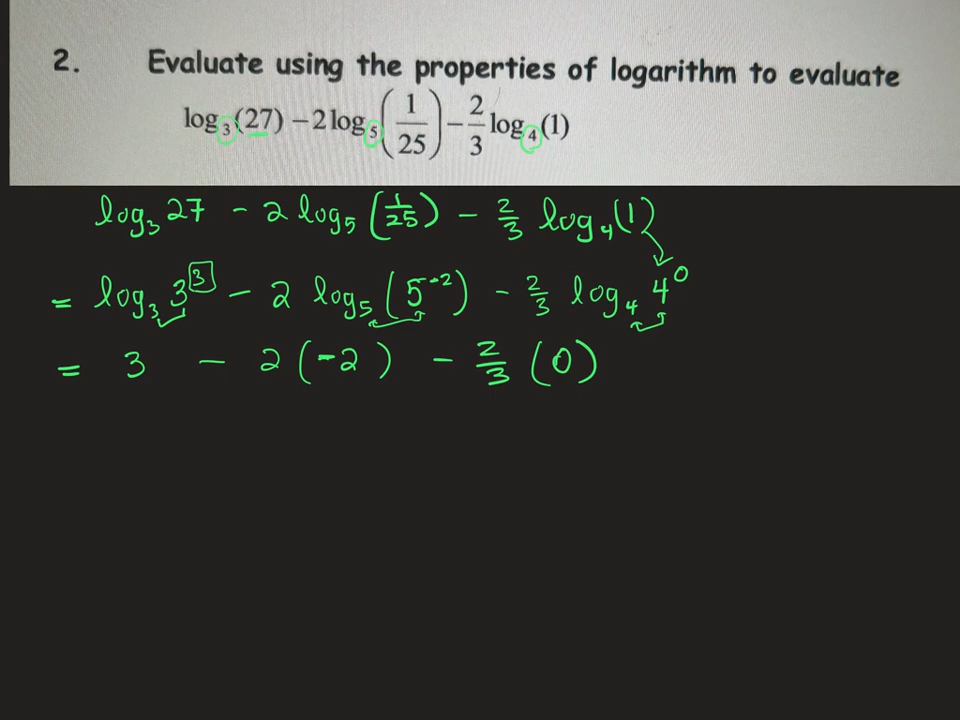 2. Evaluate using the properties of logarithm to evaluate
log₃(27) − 2log₅(1/25) − 2/3 log₄(1)
log₃ 27 − 2 log₅ (1/25) − 2/3 log₄(1)
= log₃ 3³ − 2 log₅ (5⁻²) − 2/3 log₄ 4⁰
= 3 − 2(-2) − 2/3 (0)